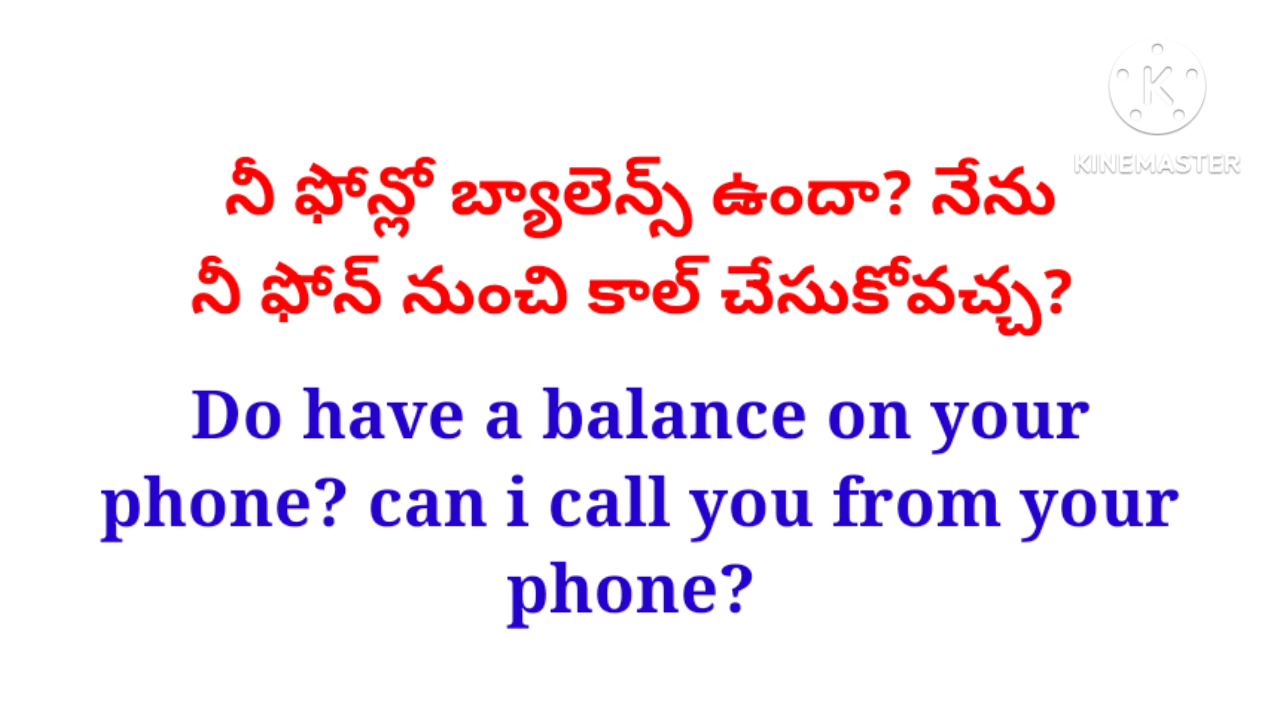 KINEMASTER
నీ ఫోన్లో బ్యాలెన్స్ ఉందా? నేను
నీ ఫోన్ నుంచి కాల్ చేసుకోవచ్చ?
Do have a balance on your
phone? can i call you from your
phone?